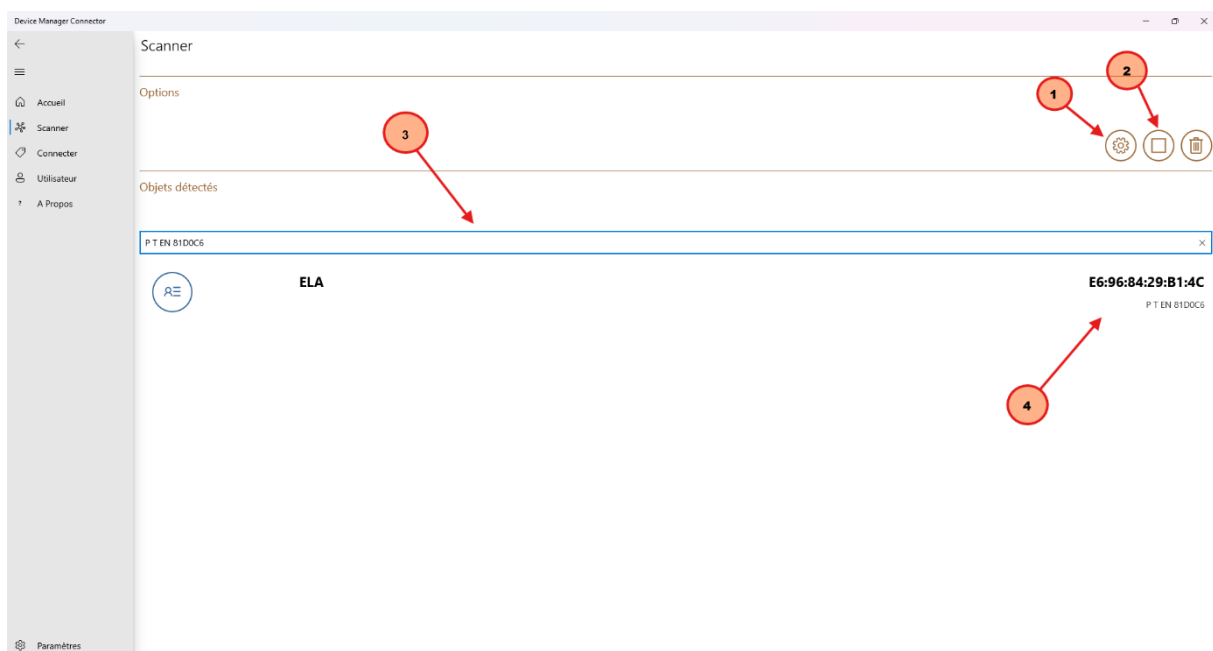 Device Manager Connector
Scanner
2
Options
1
Accueil
3
Scanner
Connecter
Utilisateur
Objets détectés
? A Propos
P T EN 81D0C6
ELA
E6:96:84:29:B1:4C
P T EN 81D0C6
4
Paramètres